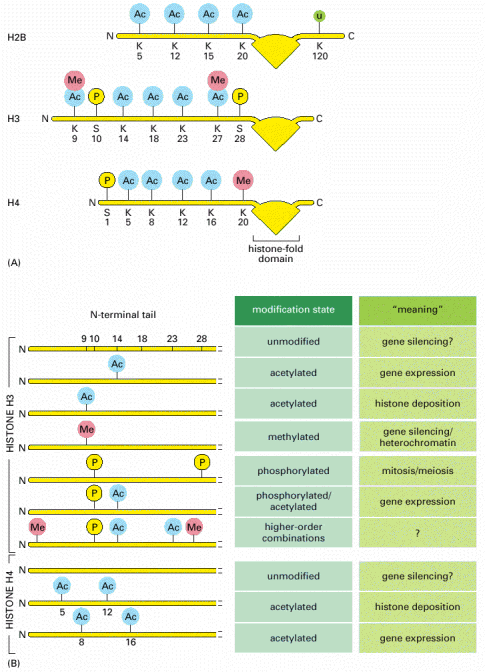 Ac Ac Ac Ac u
H2B N C
K K K K K
5 12 15 20 120
Me Me
Ac P Ac Ac Ac Ac P
H3 N C
K S K K K K S
9 10 14 18 23 27 28
P Ac Ac Ac Ac Me
H4 N C
S K K K K K
1 5 8 12 16 20
histone-fold
domain
(A)
N-terminal tail modification state "meaning"
9 10 14 18 23 28
N unmodified gene silencing?
Ac
N acetylated gene expression
Ac
N acetylated histone deposition
Me
N methylated gene silencing/
heterochromatin
HISTONE H3
P P
N phosphorylated mitosis/meiosis
P Ac
N phosphorylated/
acetylated gene expression
Me P Ac Ac Me
N higher-order
combinations ?
HISTONE H4
N unmodified gene silencing?
Ac Ac
N acetylated histone deposition
5 12
Ac Ac
N acetylated gene expression
8 16
(B)